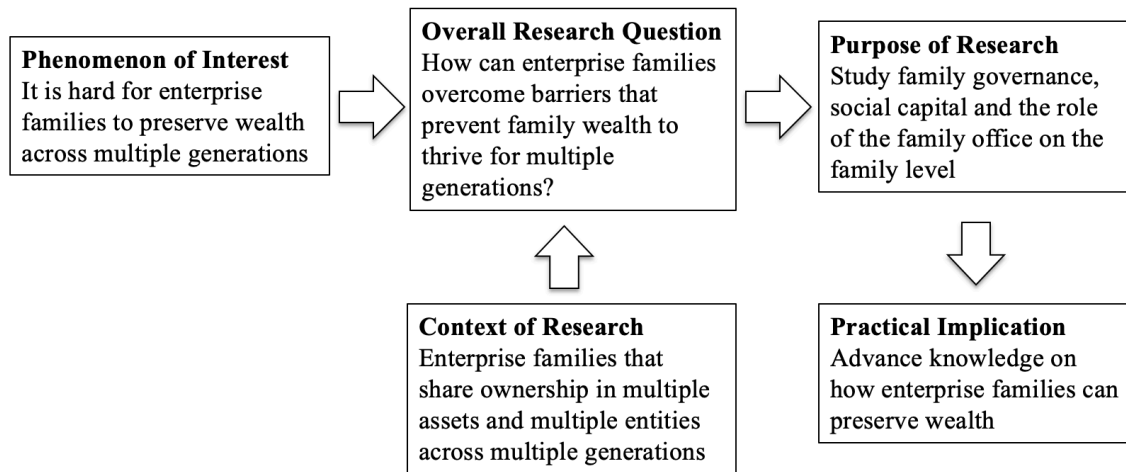 Phenomenon of Interest
It is hard for enterprise
families to preserve wealth
across multiple generations
Overall Research Question
How can enterprise families
overcome barriers that
prevent family wealth to
thrive for multiple
generations?
Purpose of Research
Study family governance,
social capital and the role
of the family office on the
family level
Context of Research
Enterprise families that
share ownership in multiple
assets and multiple entities
across multiple generations
Practical Implication
Advance knowledge on
how enterprise families can
preserve wealth